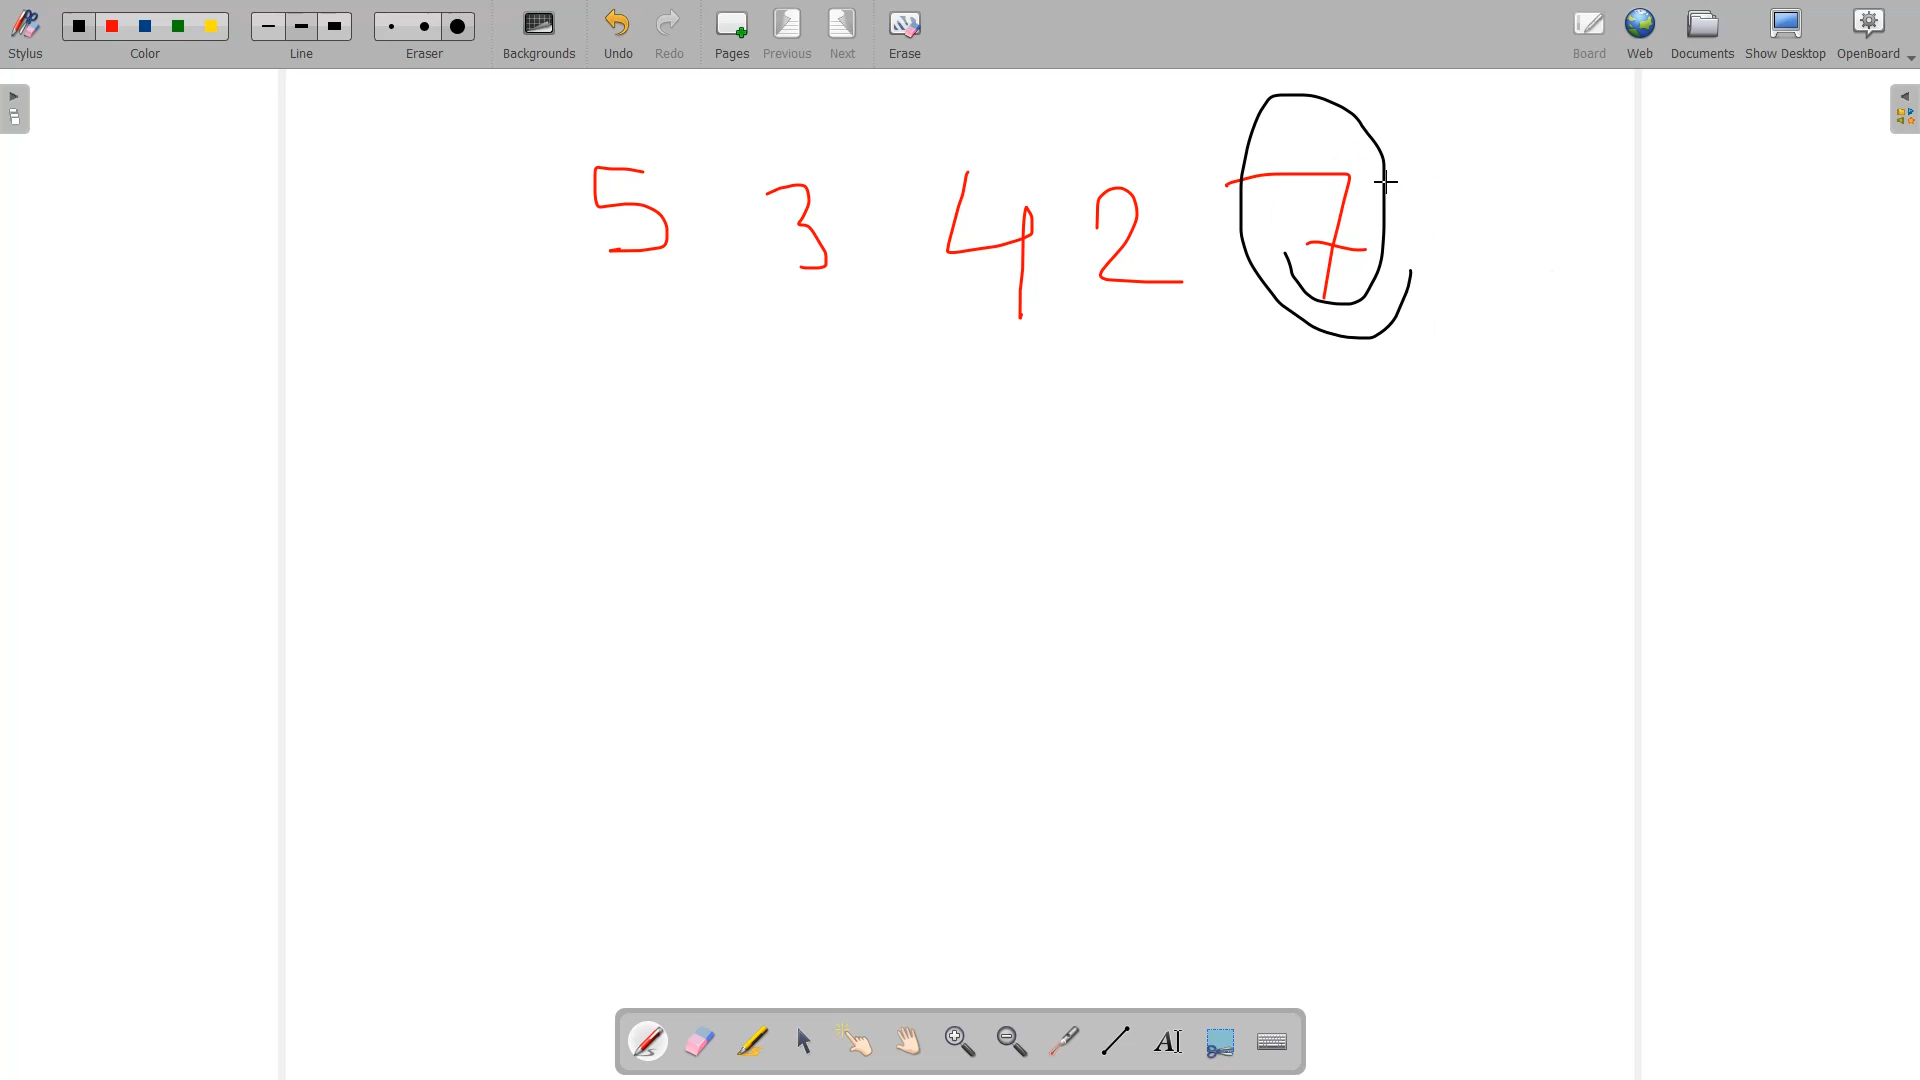 Stylus Color Line Eraser Backgrounds Undo Redo Pages Previous Next Erase Board Web Documents Show Desktop OpenBoard
5 3 4 2 7
AI